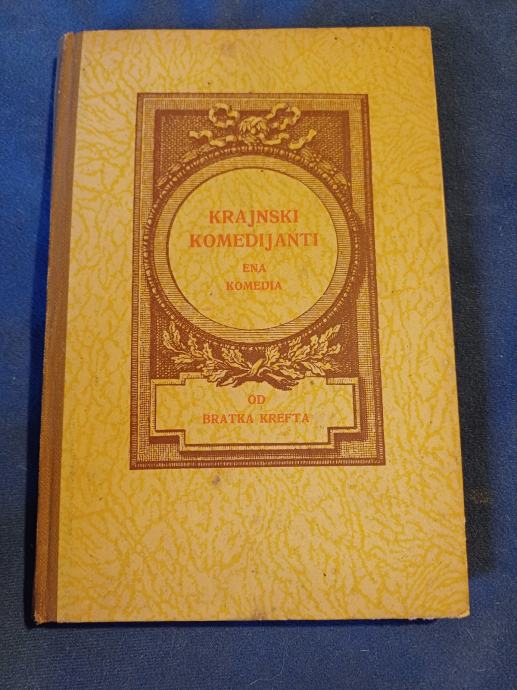 KRAJNSKI
KOMEDIJANTI
ENA
KOMEDIA
OD
BRATKA KREFTA